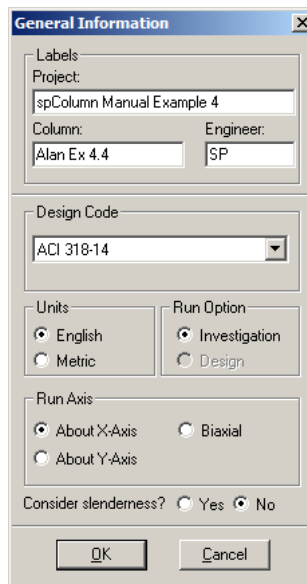 General Information
Labels
Project:
spColumn Manual Example 4
Column: Engineer:
Alan Ex 4.4 SP
Design Code
ACI 318-14
Units Run Option
English Investigation
Metric Design
Run Axis
About X-Axis Biaxial
About Y-Axis
Consider slenderness? Yes No
OK Cancel